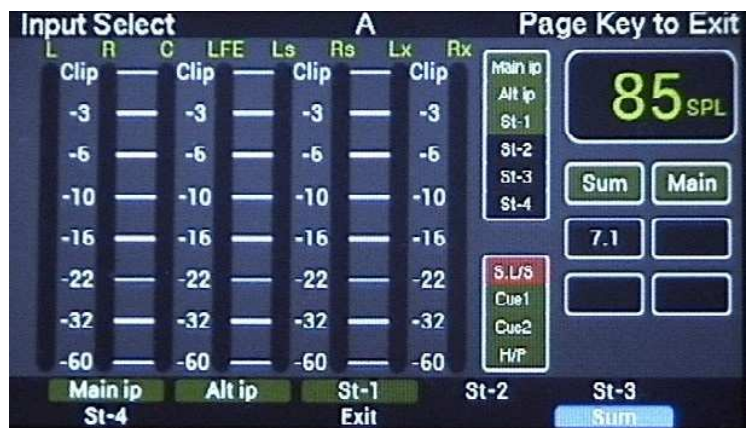 Input Select A Page Key to Exit
L R C LFE Ls Rs Lx Rx
Clip Clip Clip Clip
-3 -3 -3 -3
-6 -6 -6 -6
-10 -10 -10 -10
-16 -16 -16 -16
-22 -22 -22 -22
-32 -32 -32 -32
-60 -60 -60 -60
Main ip
Alt ip
St-1
St-2
St-3
St-4
S.L/S
Cue1
Cue2
H/P
85 SPL
Sum Main
7.1
Main ip Alt ip St-1 St-2 St-3
St-4 Exit Sum